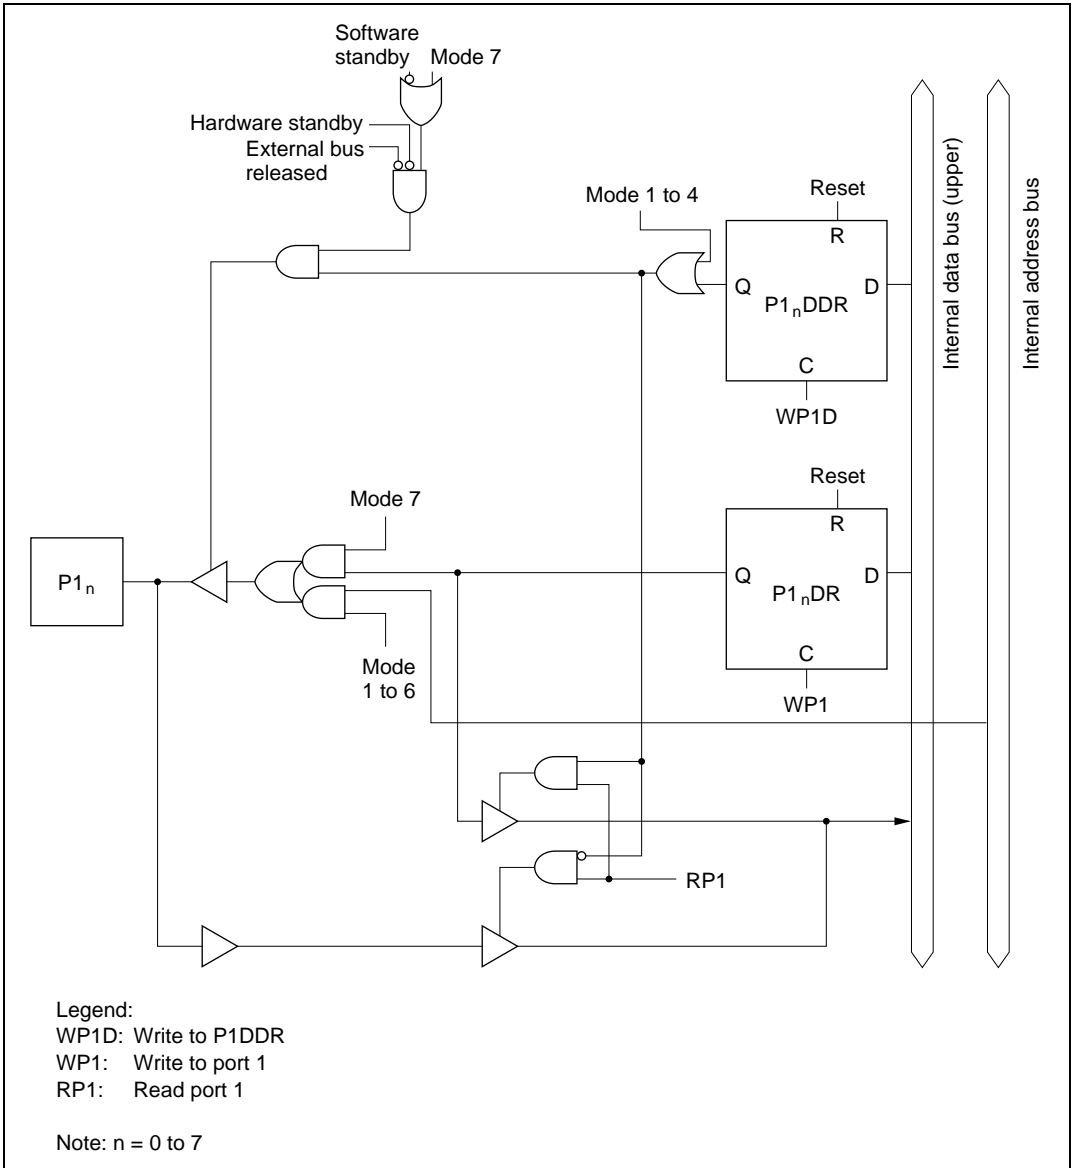 Software
standby Mode 7
Hardware standby
External bus
released
Mode 1 to 4
Reset
R
Q D
P1nDDR
C
WP1D
Internal data bus (upper)
Internal address bus
Reset
R
Mode 7
P1n
Q D
P1nDR
C
WP1
Mode
1 to 6
RP1
Legend:
WP1D: Write to P1DDR
WP1: Write to port 1
RP1: Read port 1
Note: n = 0 to 7